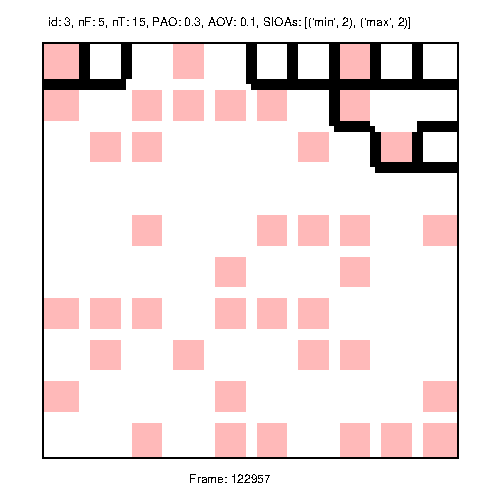 id: 3, nF: 5, nT: 15, PAO: 0.3, AOV: 0.1, SIOAs: [('min', 2), ('max', 2)]
Frame: 122957